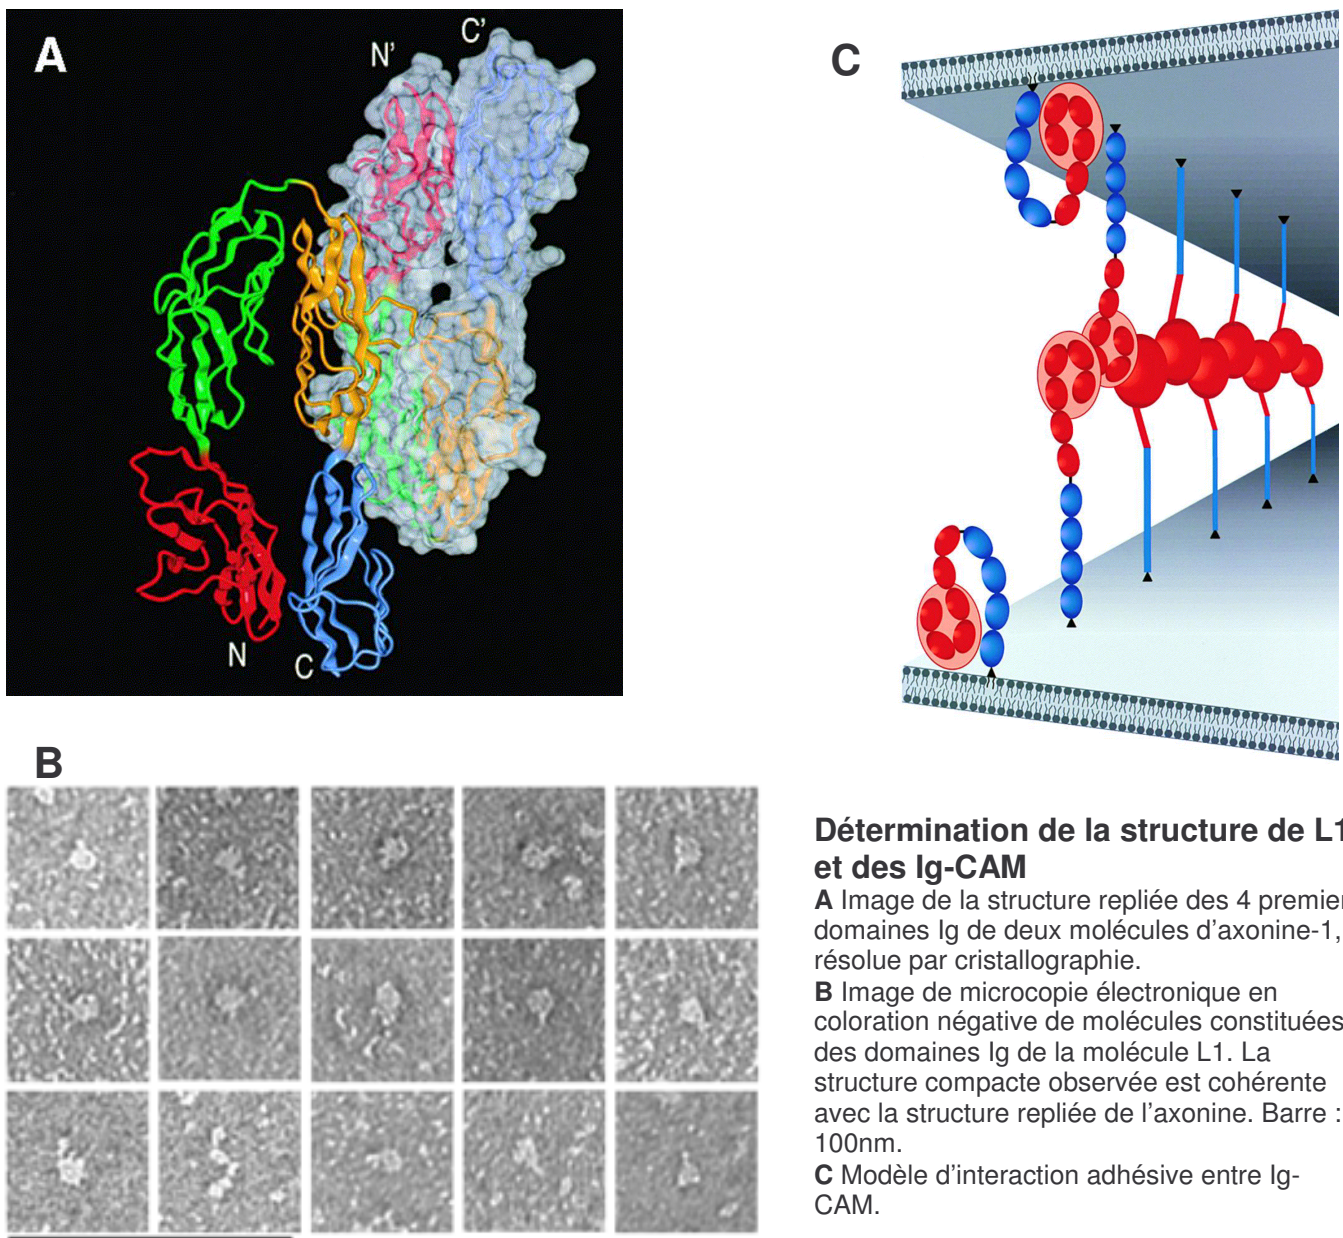 A
N'
C'
N
C
C
B
Détermination de la structure de L1
et des Ig-CAM
A Image de la structure repliée des 4 premier
domaines Ig de deux molécules d'axonine-1,
résolue par cristallographie.
B Image de microcopie électronique en
coloration négative de molécules constituées
des domaines Ig de la molécule L1. La
structure compacte observée est cohérente
avec la structure repliée de l'axonine. Barre :
100nm.
C Modèle d'interaction adhésive entre Ig-
CAM.